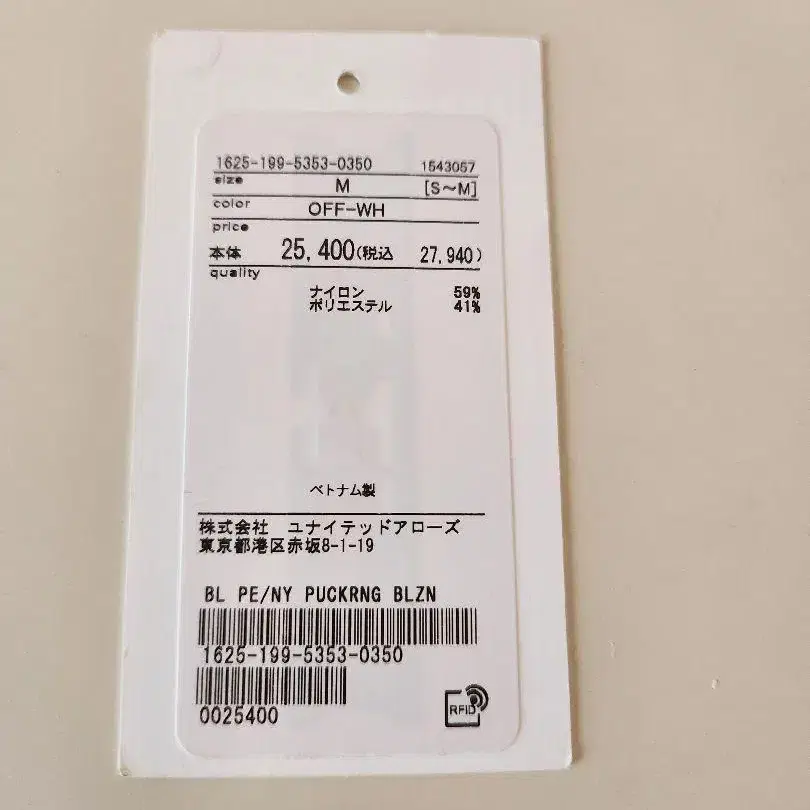 1625-199-5353-0350 1543057
size M [S～M]
color OFF-WH
price
本体 25,400(税込 27,940)
quality
ナイロン 59%
ポリエステル 41%
ベトナム製
株式会社 ユナイテッドアローズ
東京都港区赤坂8-1-19
BL PE/NY PUCKRNG BLZN
1625-199-5353-0350
0025400
RFID